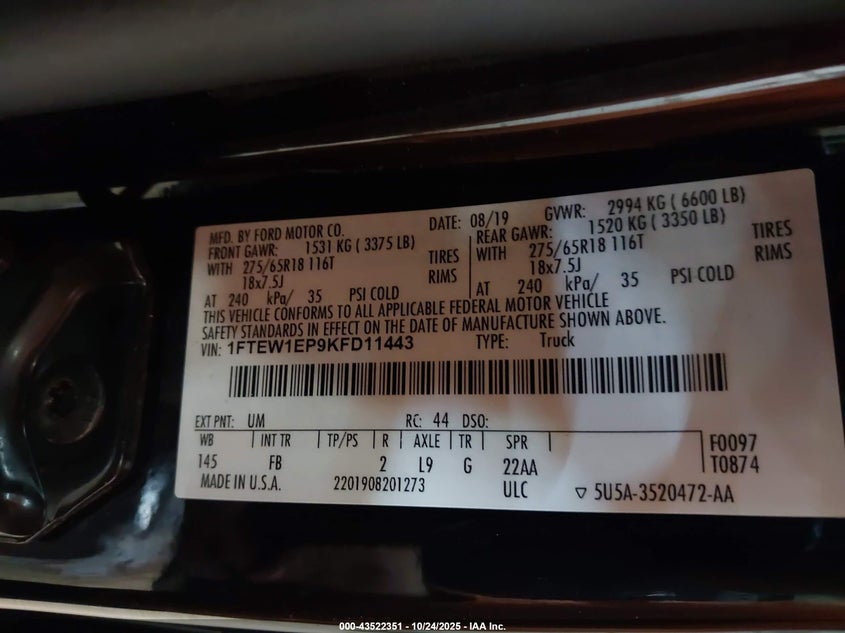 MFD. BY FORD MOTOR CO. DATE: 08/19 GVWR: 2994 KG ( 6600 LB)
FRONT GAWR: 1531 KG ( 3375 LB) REAR GAWR: 1520 KG ( 3350 LB)
WITH 275/65R18 116T TIRES WITH 275/65R18 116T TIRES
18x7.5J RIMS 18x7.5J RIMS
AT 240 kPa/ 35 PSI COLD AT 240 kPa/ 35 PSI COLD
THIS VEHICLE CONFORMS TO ALL APPLICABLE FEDERAL MOTOR VEHICLE
SAFETY STANDARDS IN EFFECT ON THE DATE OF MANUFACTURE SHOWN ABOVE.
VIN: 1FTEW1EP9KFD11443 TYPE: Truck
EXT PNT: UM RC: 44 DSO:
WB INT TR TP/PS R AXLE TR SPR F0097
145 FB 2 L9 G 22AA T0874
MADE IN U.S.A. 2201908201273 ULC ▽ 5U5A-3520472-AA
000-43522351 - 10/24/2025 - IAA Inc.